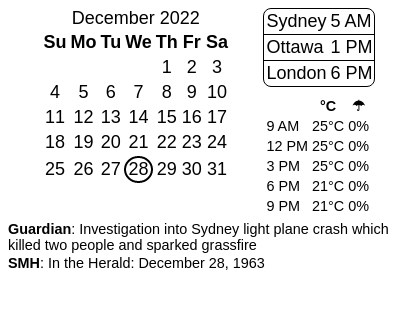 December 2022
Su Mo Tu We Th Fr Sa
1 2 3
4 5 6 7 8 9 10
11 12 13 14 15 16 17
18 19 20 21 22 23 24
25 26 27 28 29 30 31
Sydney 5 AM
Ottawa 1 PM
London 6 PM
°C ☂
9 AM 25°C 0%
12 PM 25°C 0%
3 PM 25°C 0%
6 PM 21°C 0%
9 PM 21°C 0%
Guardian: Investigation into Sydney light plane crash which
killed two people and sparked grassfire
SMH: In the Herald: December 28, 1963